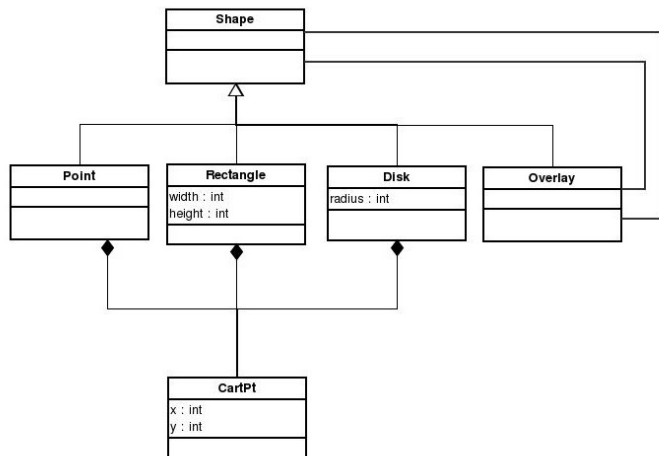 Shape
Point
Rectangle
width : int
height : int
Disk
radius : int
Overlay
CartPt
x : int
y : int